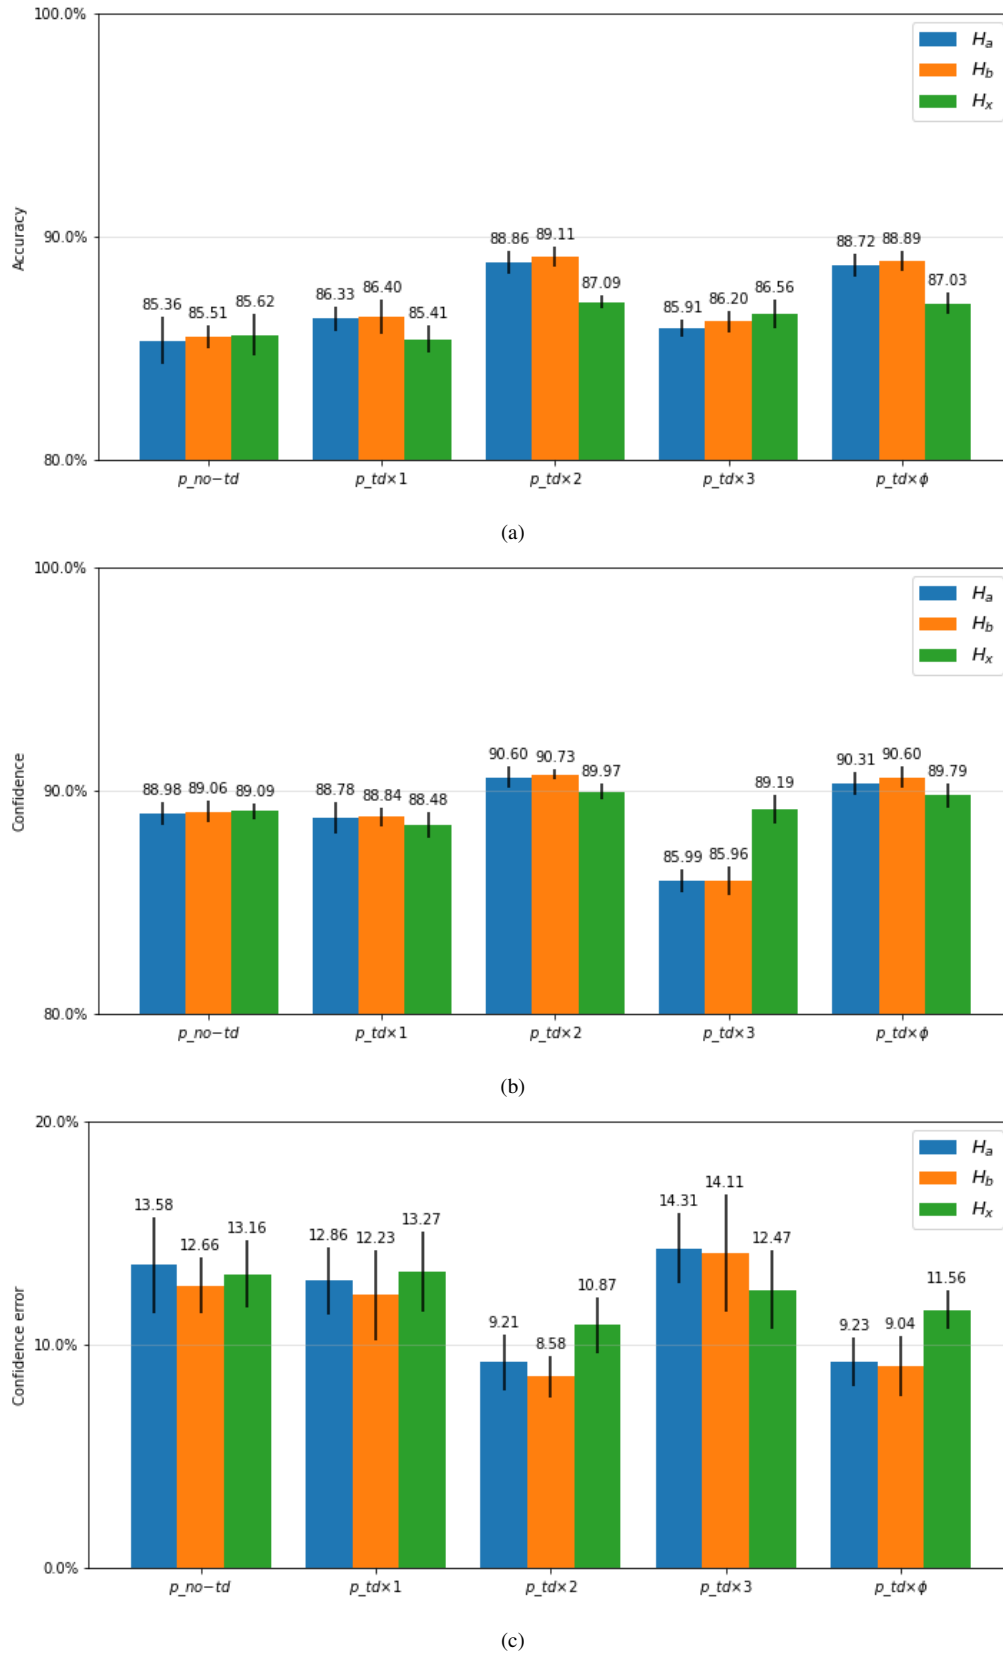 100.0%
H_a
H_b
H_x
Accuracy
90.0%
85.36 85.51 85.62 86.33 86.40 85.41 88.86 89.11 87.09 85.91 86.20 86.56 88.72 88.89 87.03
80.0%
p_no−td p_td×1 p_td×2 p_td×3 p_td×ϕ
(a)
100.0%
H_a
H_b
H_x
Confidence
90.0%
88.98 89.06 89.09 88.78 88.84 88.48 90.60 90.73 89.97 85.99 85.96 89.19 90.31 90.60 89.79
80.0%
p_no−td p_td×1 p_td×2 p_td×3 p_td×ϕ
(b)
20.0%
H_a
H_b
H_x
Confidence error
13.58 12.66 13.16 12.86 12.23 13.27 9.21 8.58 10.87 14.31 14.11 12.47 9.23 9.04 11.56
10.0%
0.0%
p_no−td p_td×1 p_td×2 p_td×3 p_td×ϕ
(c)